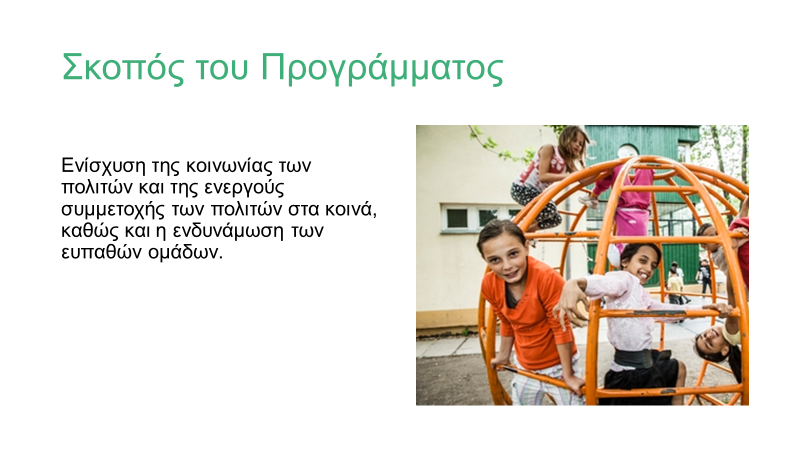 Σκοπός του Προγράμματος
Ενίσχυση της κοινωνίας των
πολιτών και της ενεργούς
συμμετοχής των πολιτών στα κοινά,
καθώς και η ενδυνάμωση των
ευπαθών ομάδων.